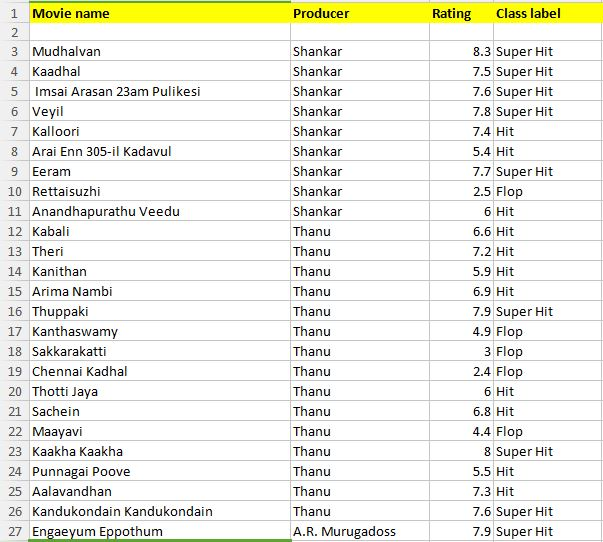 1 Movie name Producer Rating Class label
2
3 Mudhalvan Shankar 8.3 Super Hit
4 Kaadhal Shankar 7.5 Super Hit
5 Imsai Arasan 23am Pulikesi Shankar 7.6 Super Hit
6 Veyil Shankar 7.8 Super Hit
7 Kalloori Shankar 7.4 Hit
8 Arai Enn 305-il Kadavul Shankar 5.4 Hit
9 Eeram Shankar 7.7 Super Hit
10 Rettaisuzhi Shankar 2.5 Flop
11 Anandhapurathu Veedu Shankar 6 Hit
12 Kabali Thanu 6.6 Hit
13 Theri Thanu 7.2 Hit
14 Kanithan Thanu 5.9 Hit
15 Arima Nambi Thanu 6.9 Hit
16 Thuppaki Thanu 7.9 Super Hit
17 Kanthaswamy Thanu 4.9 Flop
18 Sakkarakatti Thanu 3 Flop
19 Chennai Kadhal Thanu 2.4 Flop
20 Thotti Jaya Thanu 6 Hit
21 Sachein Thanu 6.8 Hit
22 Maayavi Thanu 4.4 Flop
23 Kaakha Kaakha Thanu 8 Super Hit
24 Punnagai Poove Thanu 5.5 Hit
25 Aalavandhan Thanu 7.3 Hit
26 Kandukondain Kandukondain Thanu 7.6 Super Hit
27 Engaeyum Eppothum A.R. Murugadoss 7.9 Super Hit